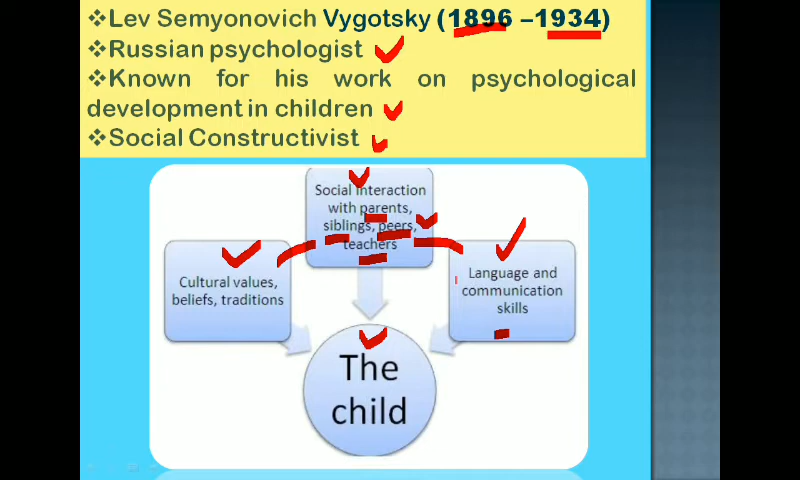 ❖Lev Semyonovich Vygotsky (1896 –1934)
❖Russian psychologist
❖Known for his work on psychological
development in children
❖Social Constructivist
Social interaction
with parents,
siblings, peers,
teachers
Cultural values,
beliefs, traditions
Language and
communication
skills
The
child